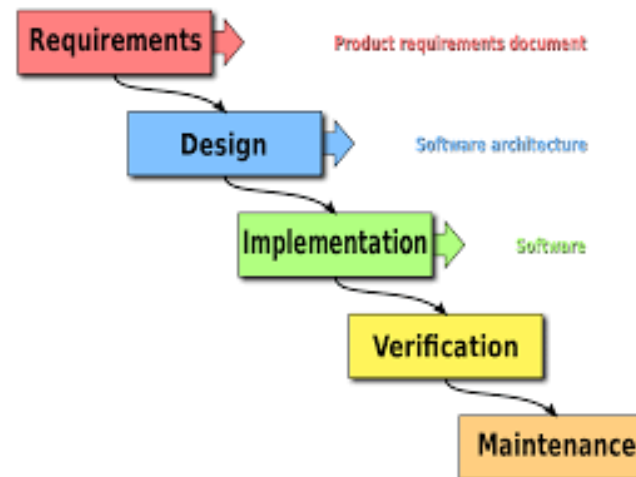 Requirements
Product requirements document
Design
Software architecture
Implementation
Software
Verification
Maintenance